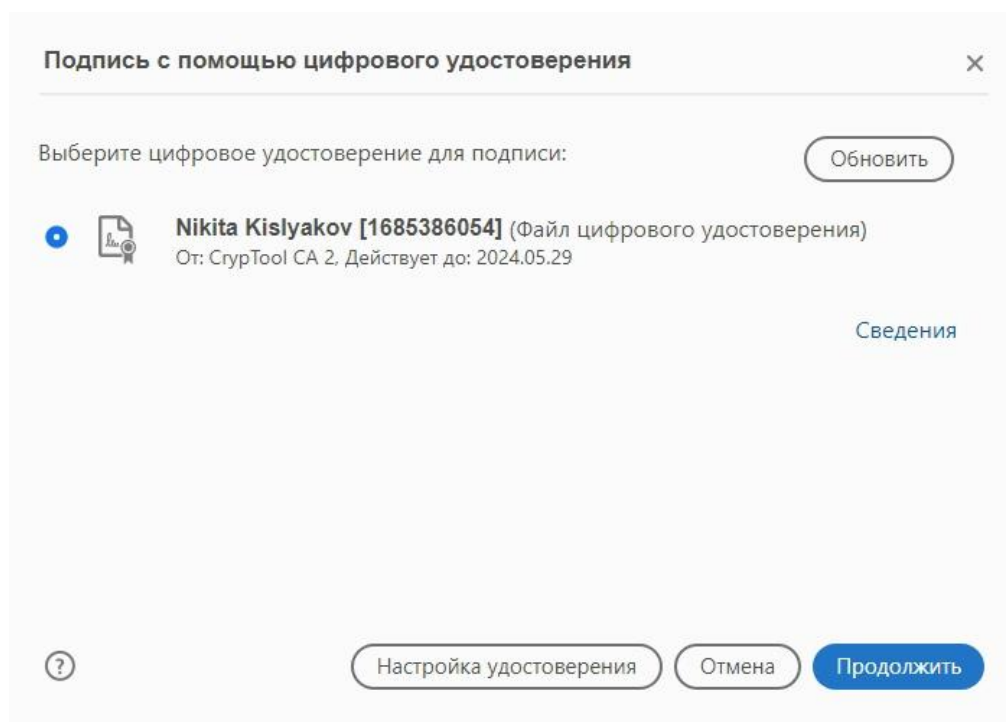 Подпись с помощью цифрового удостоверения
Выберите цифровое удостоверение для подписи:
Обновить
Nikita Kislyakov [1685386054] (Файл цифрового удостоверения)
От: CrypTool CA 2, Действует до: 2024.05.29
Сведения
Настройка удостоверения
Отмена
Продолжить